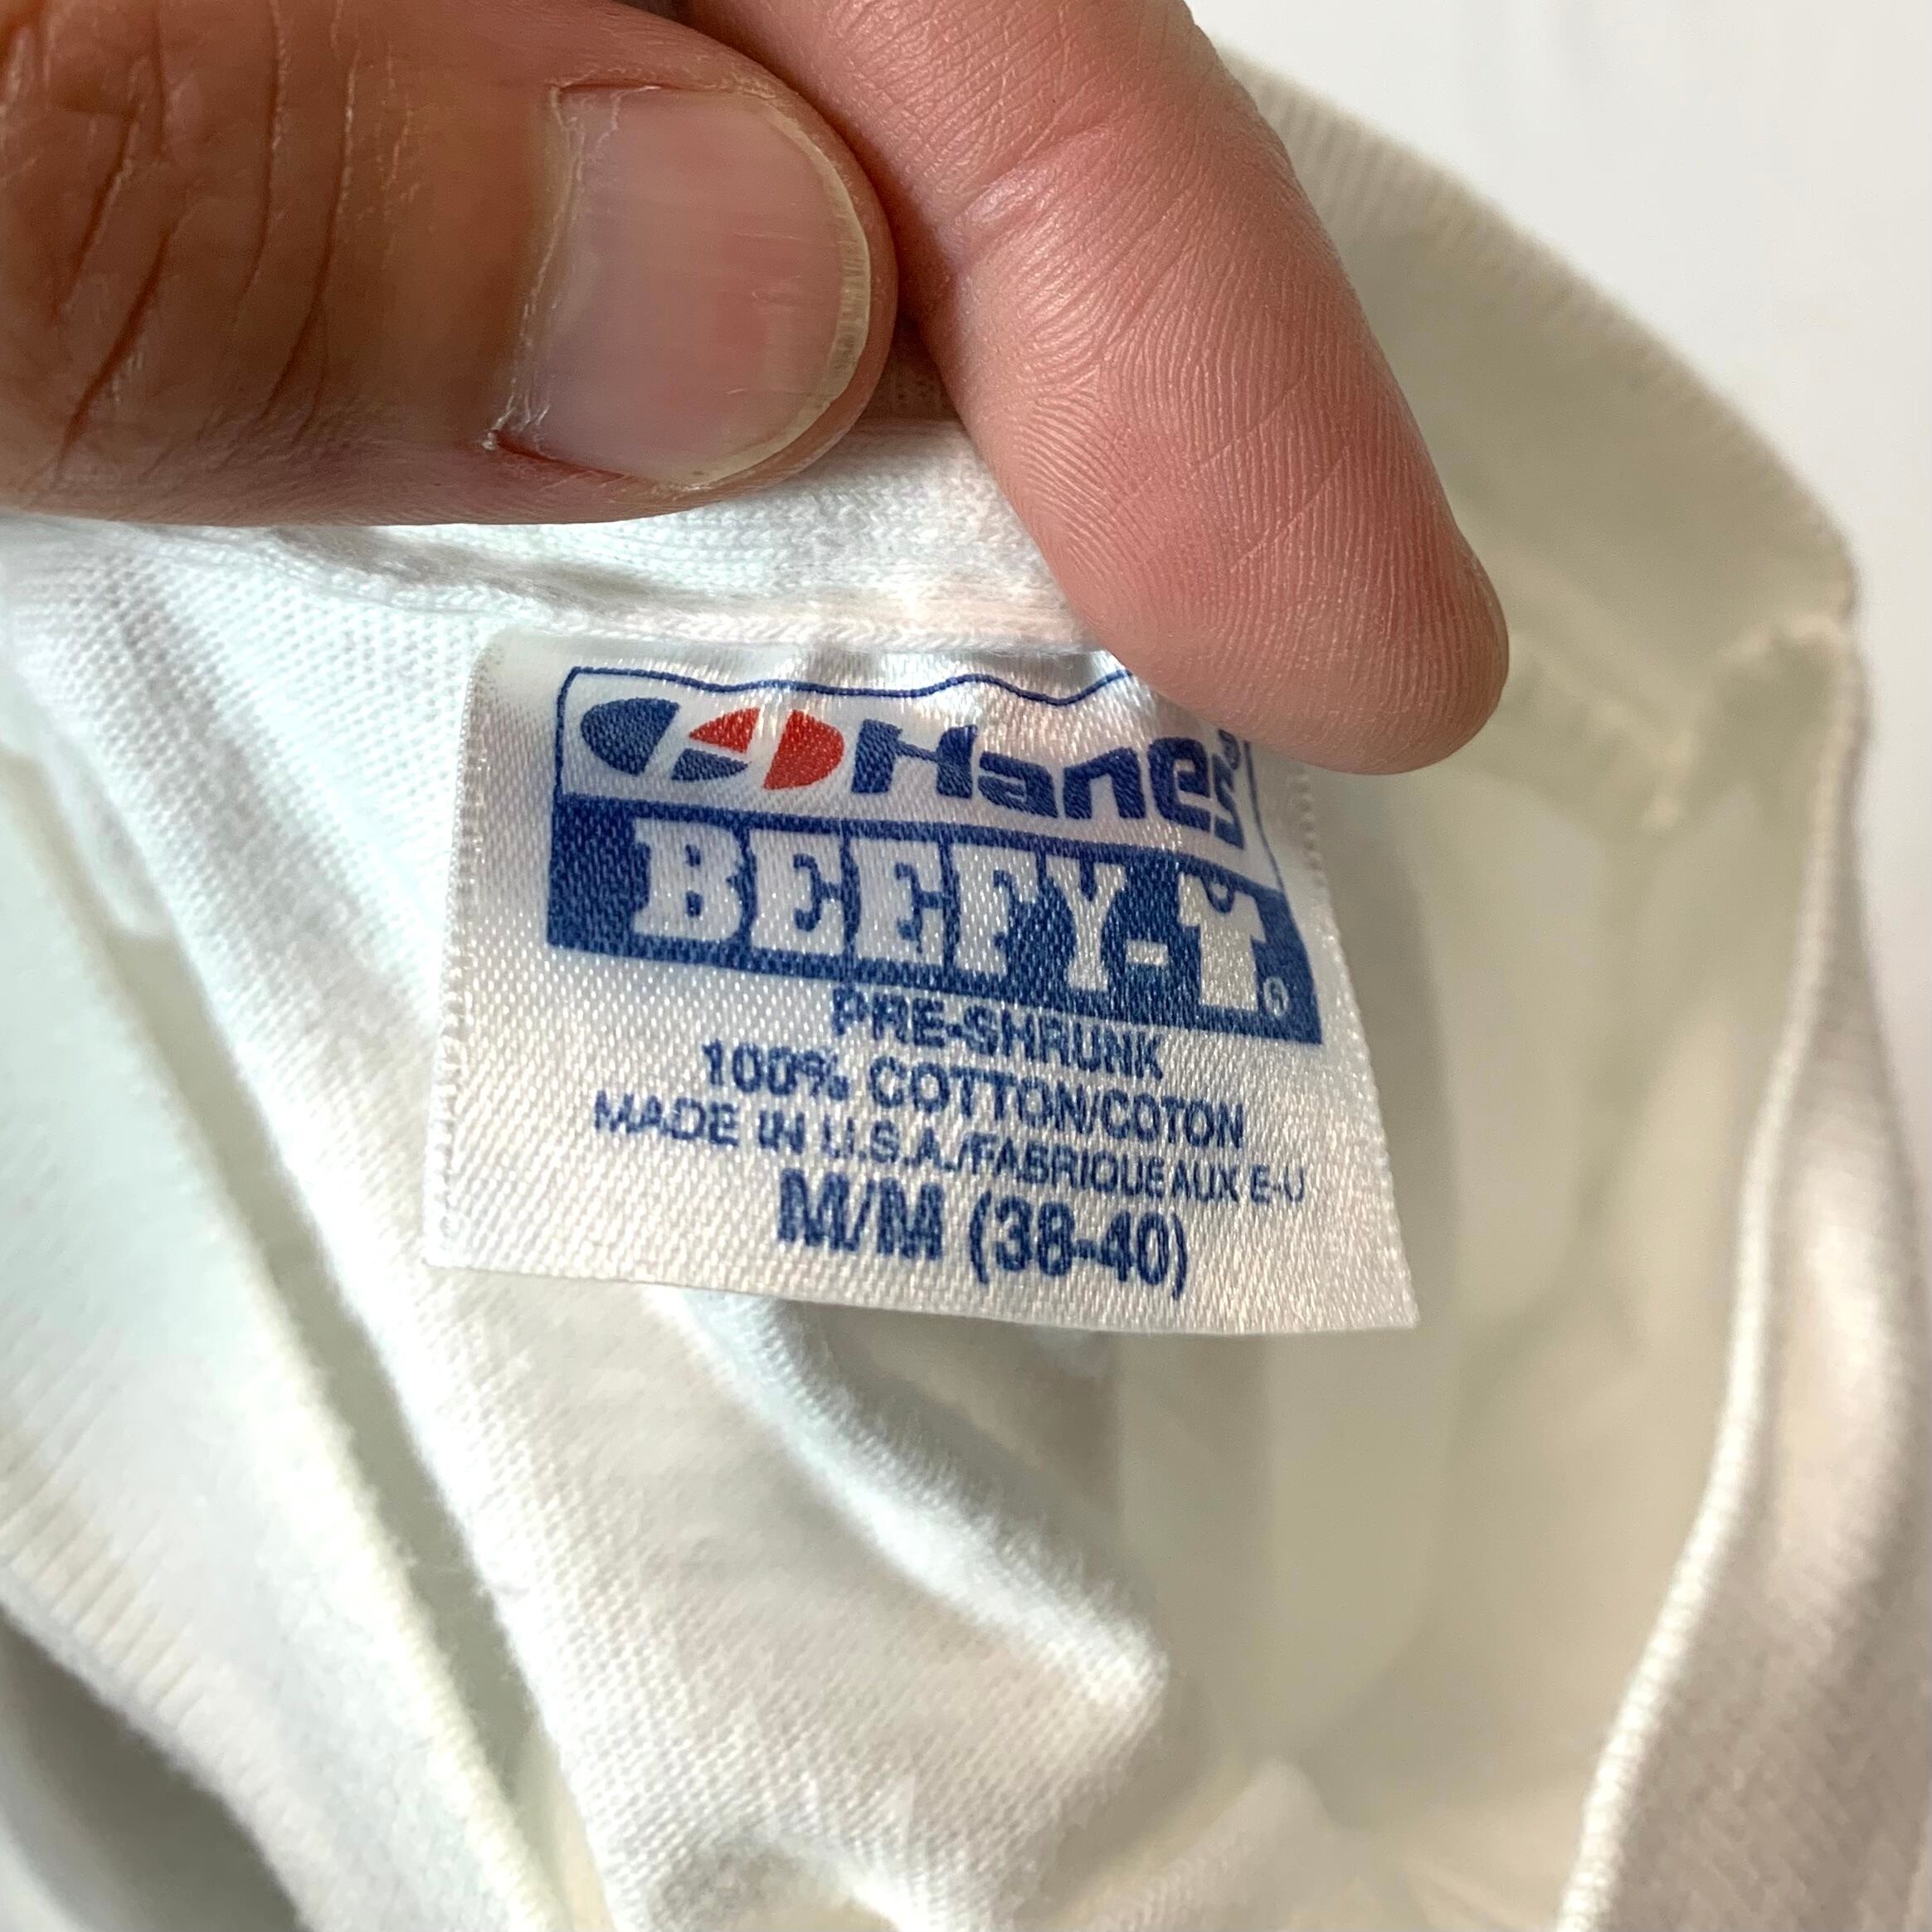 Hanes®
BEEFY-T®
PRE-SHRUNK
100% COTTON/COTON
MADE IN U.S.A./FABRIQUE AUX E-U
M/M (38-40)